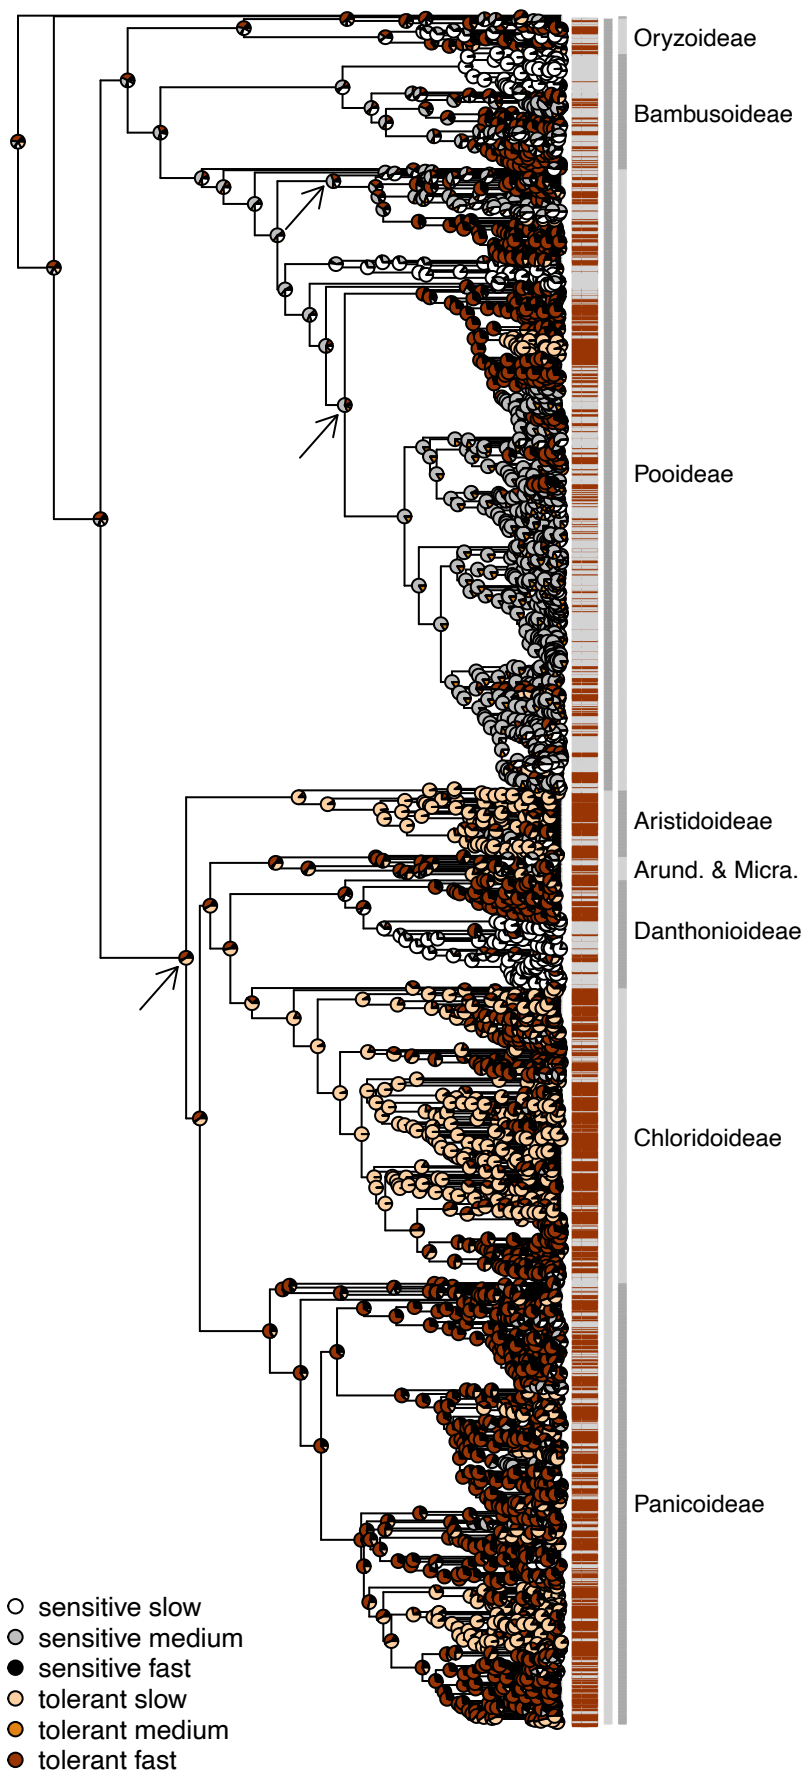 Oryzoideae
Bambusoideae
Pooideae
Aristidoideae
Arund. & Micra.
Danthonioideae
Chloridoideae
Panicoideae
sensitive slow
sensitive medium
sensitive fast
tolerant slow
tolerant medium
tolerant fast